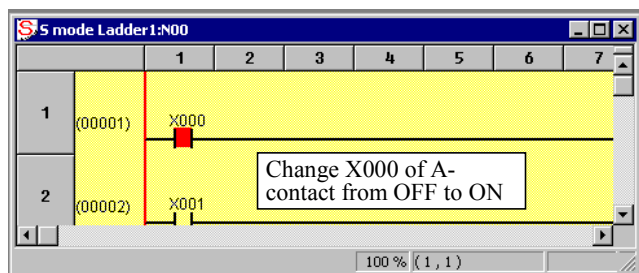 S mode Ladder1:N00
1 2 3 4 5 6 7
1
(00001) X000
Change X000 of A-
contact from OFF to ON
2
(00002) X001
100 % ( 1 , 1 )